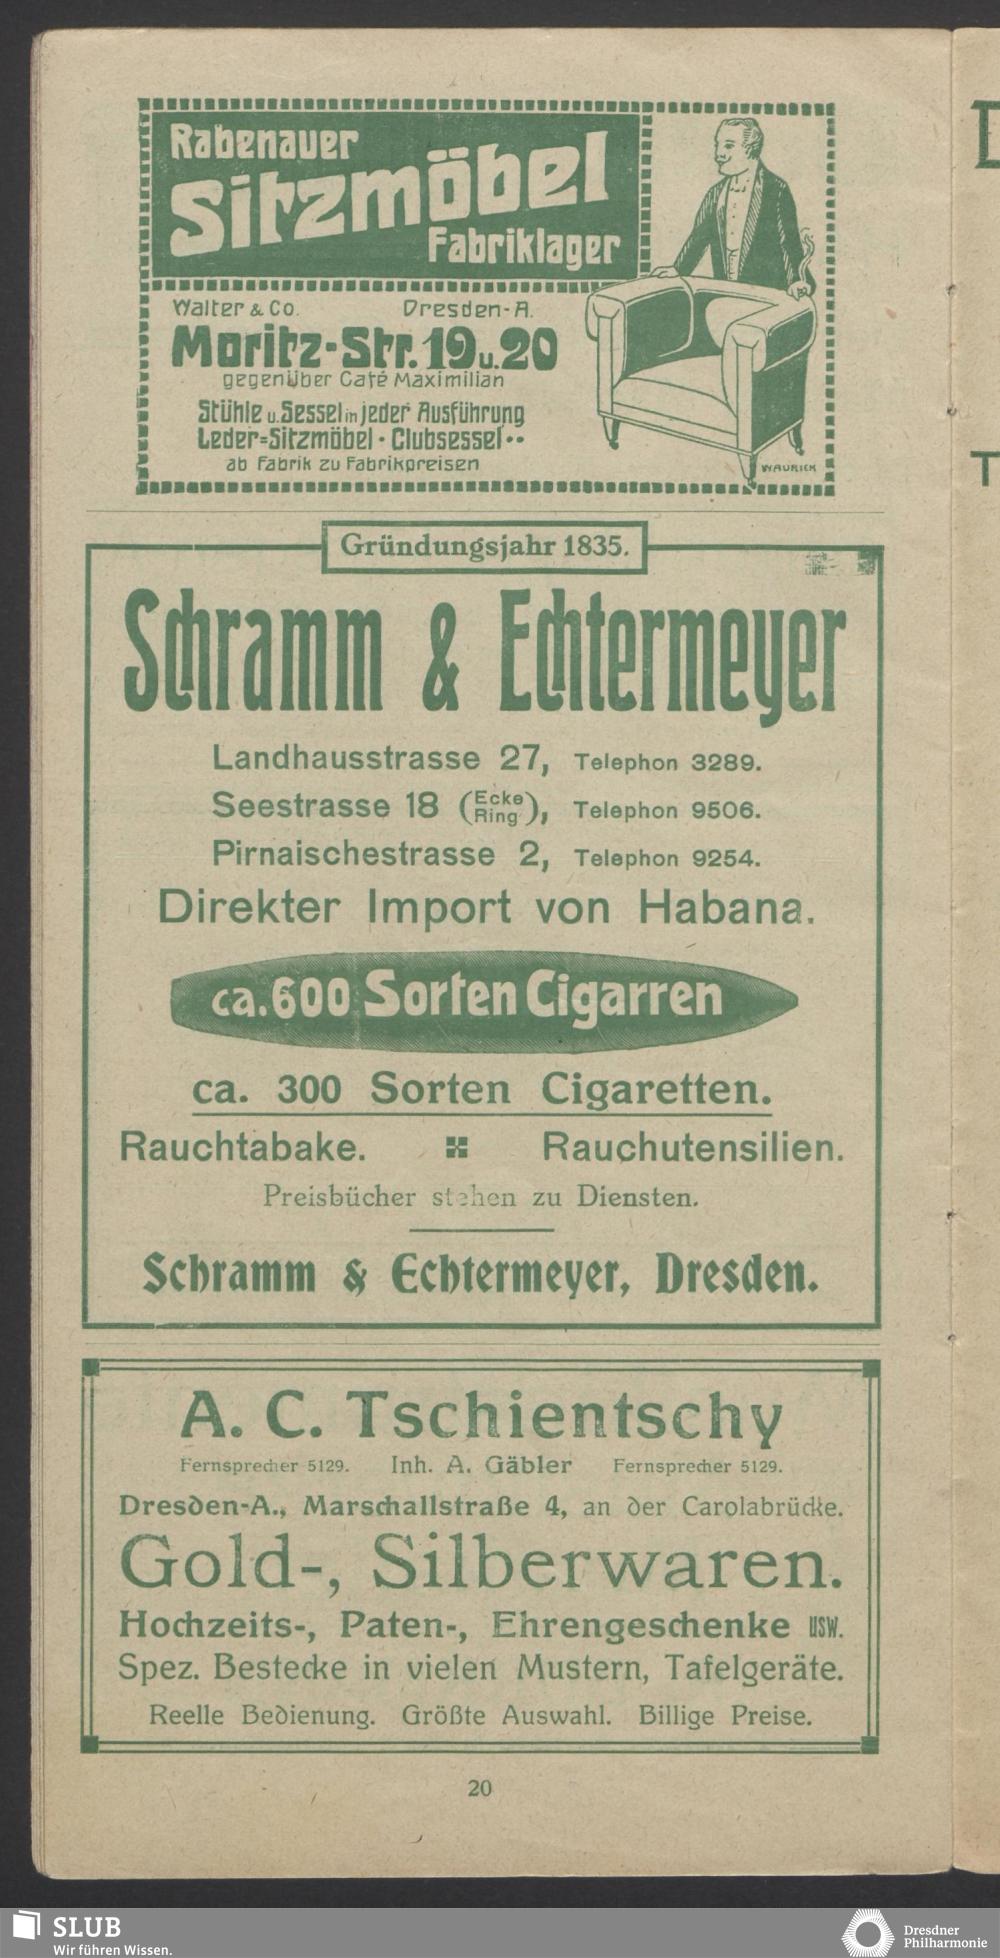 Rabenauer
Sitzmöbel
Fabriklager
Walter & Co. Dresden-A.
Moritz-Str. 19 u. 20
gegenüber Café Maximilian
Stühle u. Sessel in jeder Ausführung
Leder=Sitzmöbel · Clubsessel ··
ab Fabrik zu Fabrikpreisen
WAURICK
Gründungsjahr 1835.
Schramm & Echtermeyer
Landhausstrasse 27, Telephon 3289.
Seestrasse 18 (Ecke Ring), Telephon 9506.
Pirnaischestrasse 2, Telephon 9254.
Direkter Import von Habana.
ca. 600 Sorten Cigarren
ca. 300 Sorten Cigaretten.
Rauchtabake. Rauchutensilien.
Preisbücher stehen zu Diensten.
Schramm & Echtermeyer, Dresden.
A. C. Tschientschy
Fernsprecher 5129. Inh. A. Gäbler Fernsprecher 5129.
Dresden-A., Marschallstraße 4, an der Carolabrücke.
Gold-, Silberwaren.
Hochzeits-, Paten-, Ehrengeschenke usw.
Spez. Bestecke in vielen Mustern, Tafelgeräte.
Reelle Bedienung. Größte Auswahl. Billige Preise.
20
SLUB
Wir führen Wissen.
Dresdner
Philharmonie